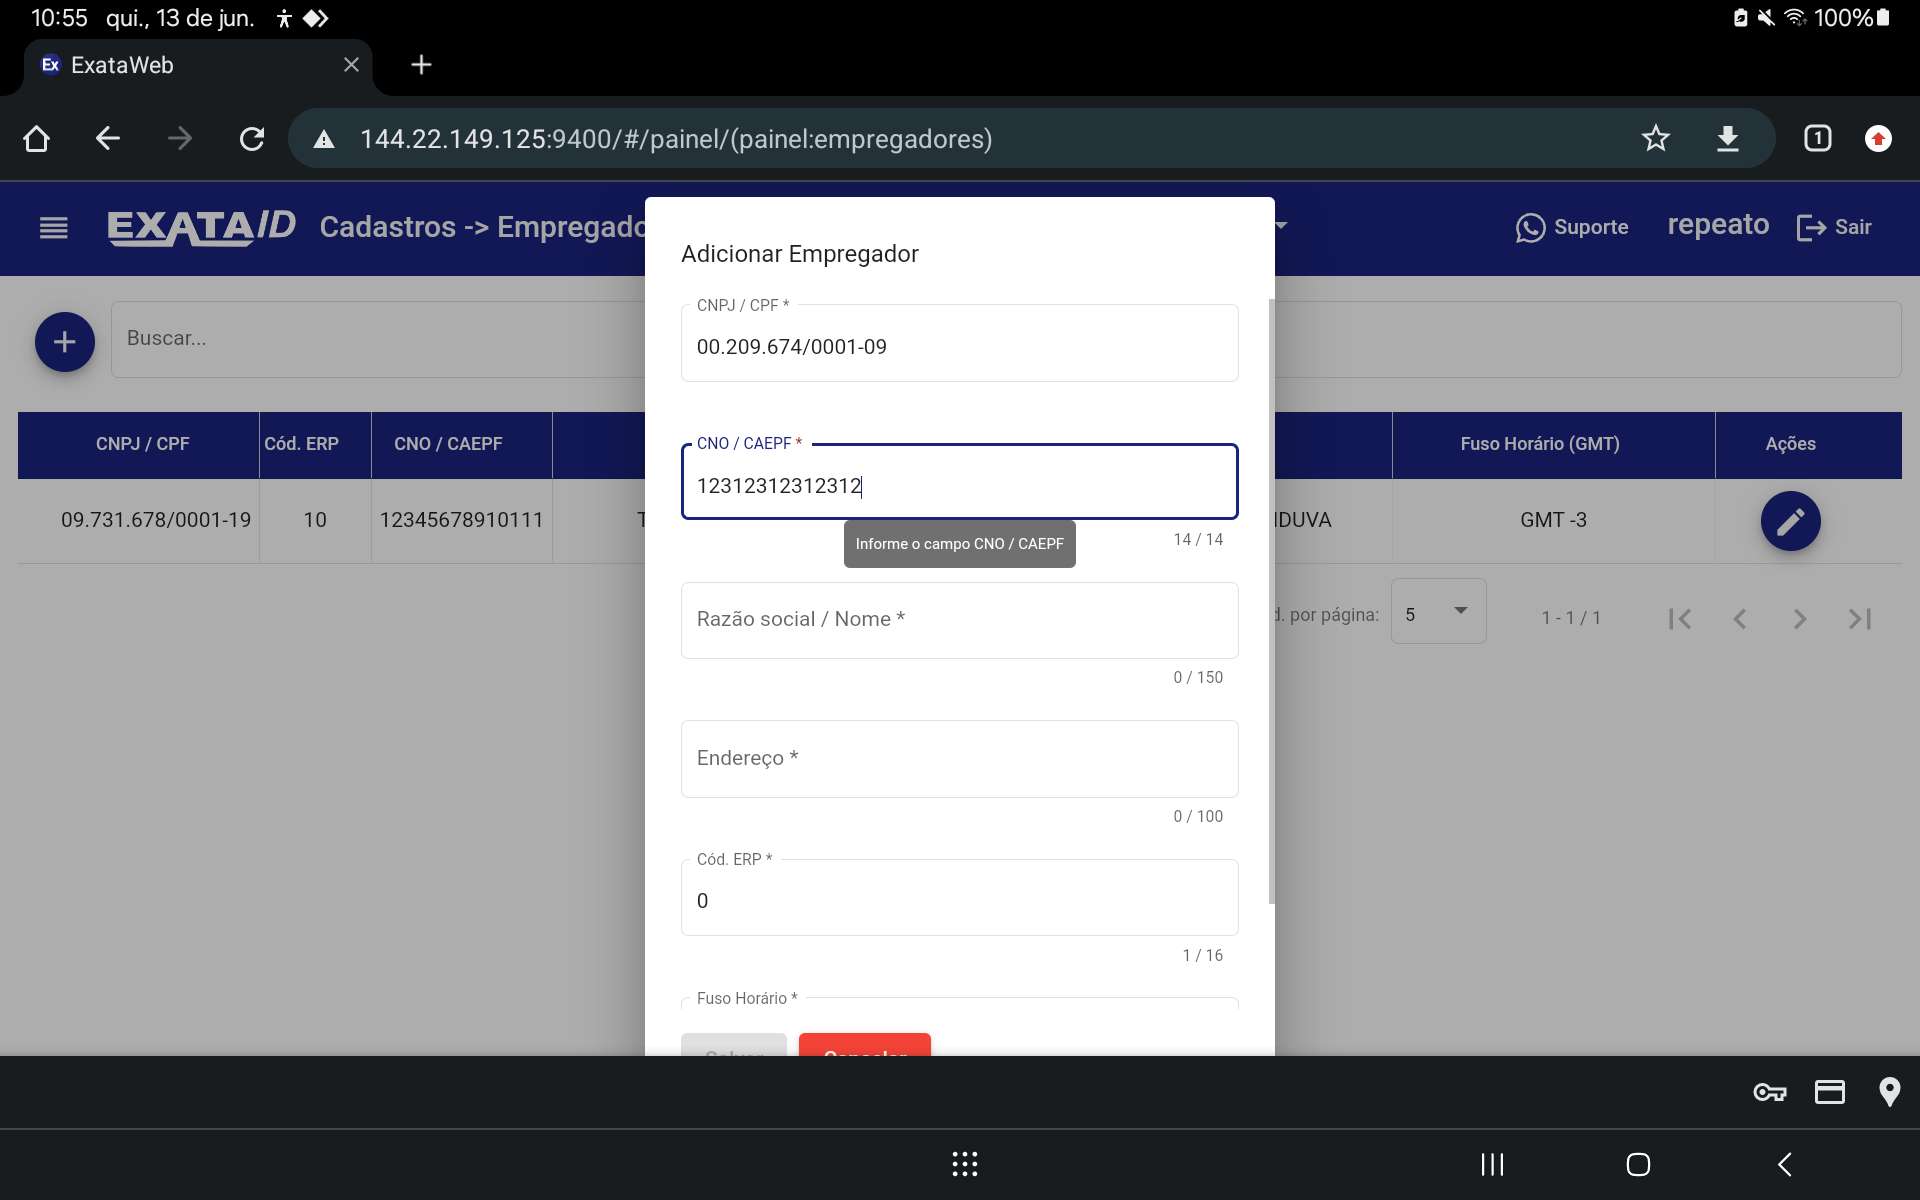 10:55 qui., 13 de jun. 100%
Ex ExataWeb
144.22.149.125:9400/#/painel/(painel:empregadores) 1
EXATAID Cadastros -> Empregado Suporte repeato Sair
Adicionar Empregador
CNPJ / CPF *
00.209.674/0001-09
Buscar...
CNPJ / CPF Cód. ERP CNO / CAEPF Fuso Horário (GMT) Ações
CNO / CAEPF *
12312312312312
09.731.678/0001-19 10 12345678910111 T IDUVA GMT -3
14 / 14
Informe o campo CNO / CAEPF
Razão social / Nome *
0 / 150
d. por página: 5 1 - 1 / 1
Endereço *
0 / 100
Cód. ERP *
0
1 / 16
Fuso Horário *
Salvar Cancelar